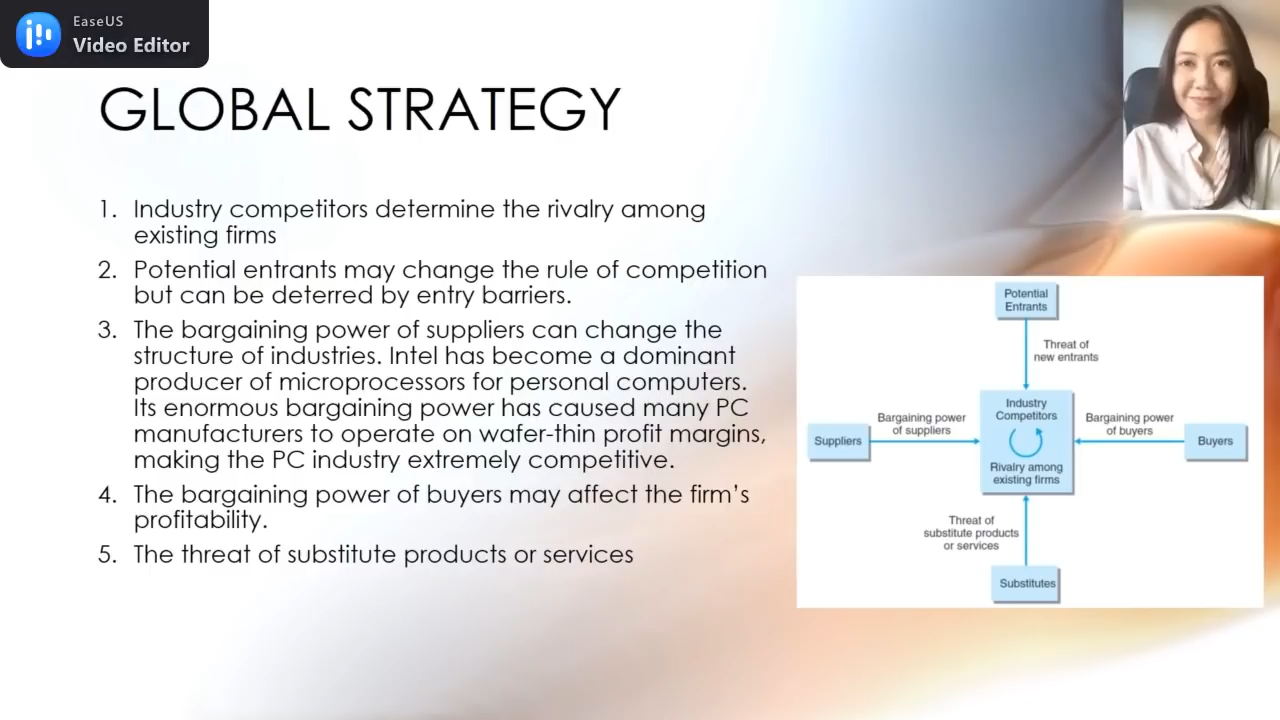 EaseUS
Video Editor
GLOBAL STRATEGY
1. Industry competitors determine the rivalry among
existing firms
2. Potential entrants may change the rule of competition
but can be deterred by entry barriers.
3. The bargaining power of suppliers can change the
structure of industries. Intel has become a dominant
producer of microprocessors for personal computers.
Its enormous bargaining power has caused many PC
manufacturers to operate on wafer-thin profit margins,
making the PC industry extremely competitive.
4. The bargaining power of buyers may affect the firm's
profitability.
5. The threat of substitute products or services
Potential
Entrants
Threat of
new entrants
Suppliers
Bargaining power
of suppliers
Industry
Competitors
Rivalry among
existing firms
Bargaining power
of buyers
Buyers
Threat of
substitute products
or services
Substitutes